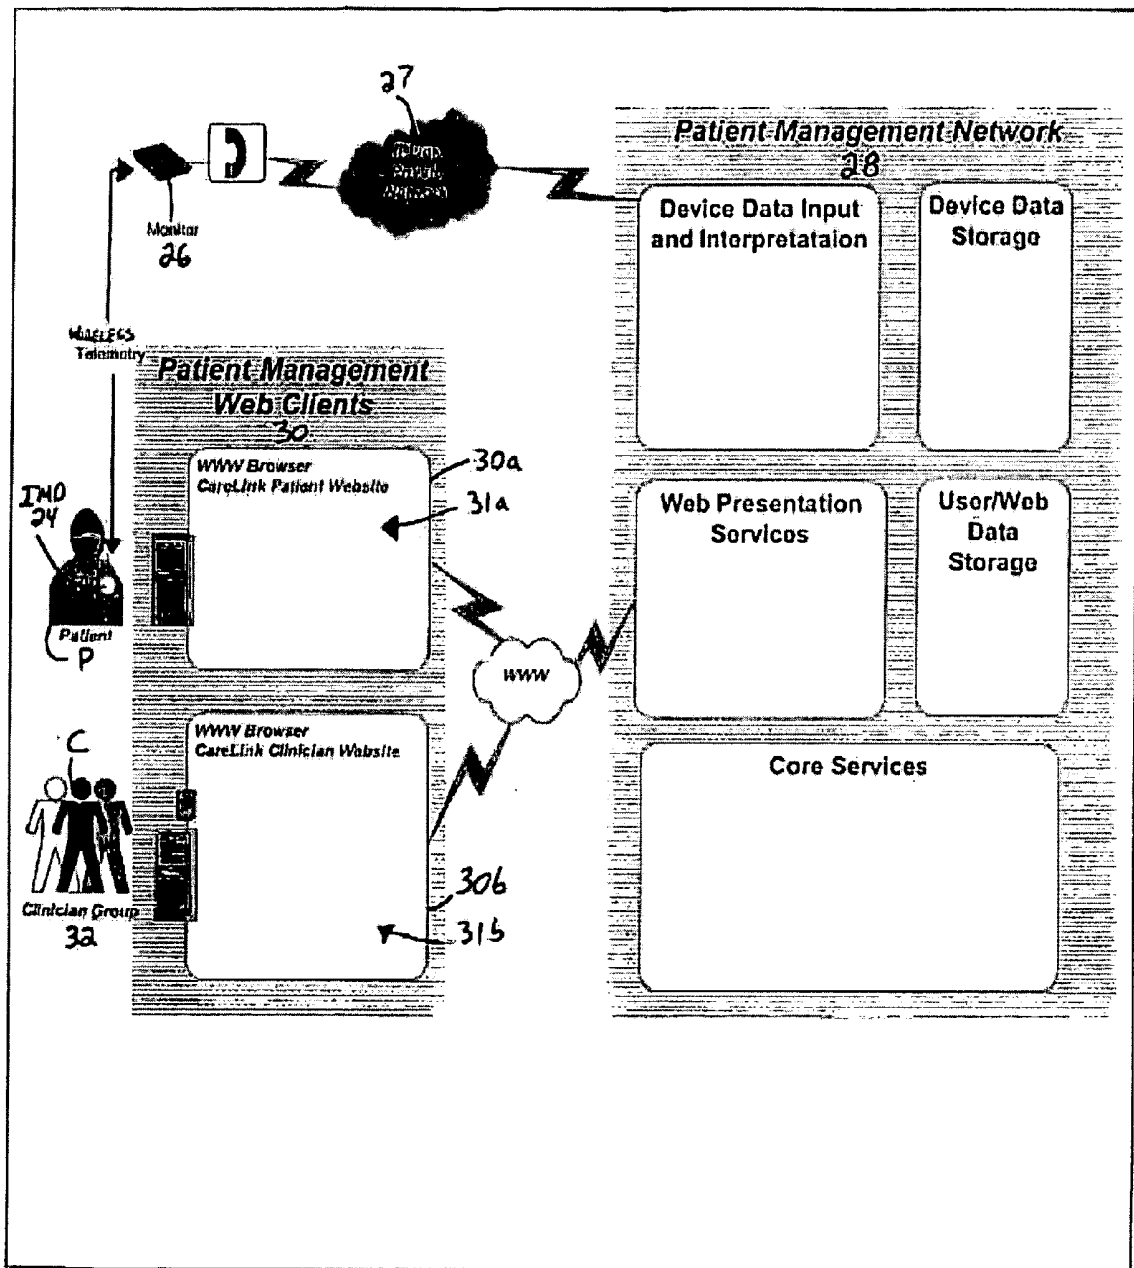 27
Patient Management Network
28
Device Data Input
and Interpretataion
Device Data
Storage
Monitor
26
WIRELESS
Telemetry
Patient Management
Web Clients
30
WWW Browser
CareLink Patient Website
30a
31a
IMD
24
Patient
P
Web Presentation
Services
User/Web
Data
Storage
WWW
WWW Browser
CareLink Clinician Website
C
Clinician Group
32
30b
31b
Core Services